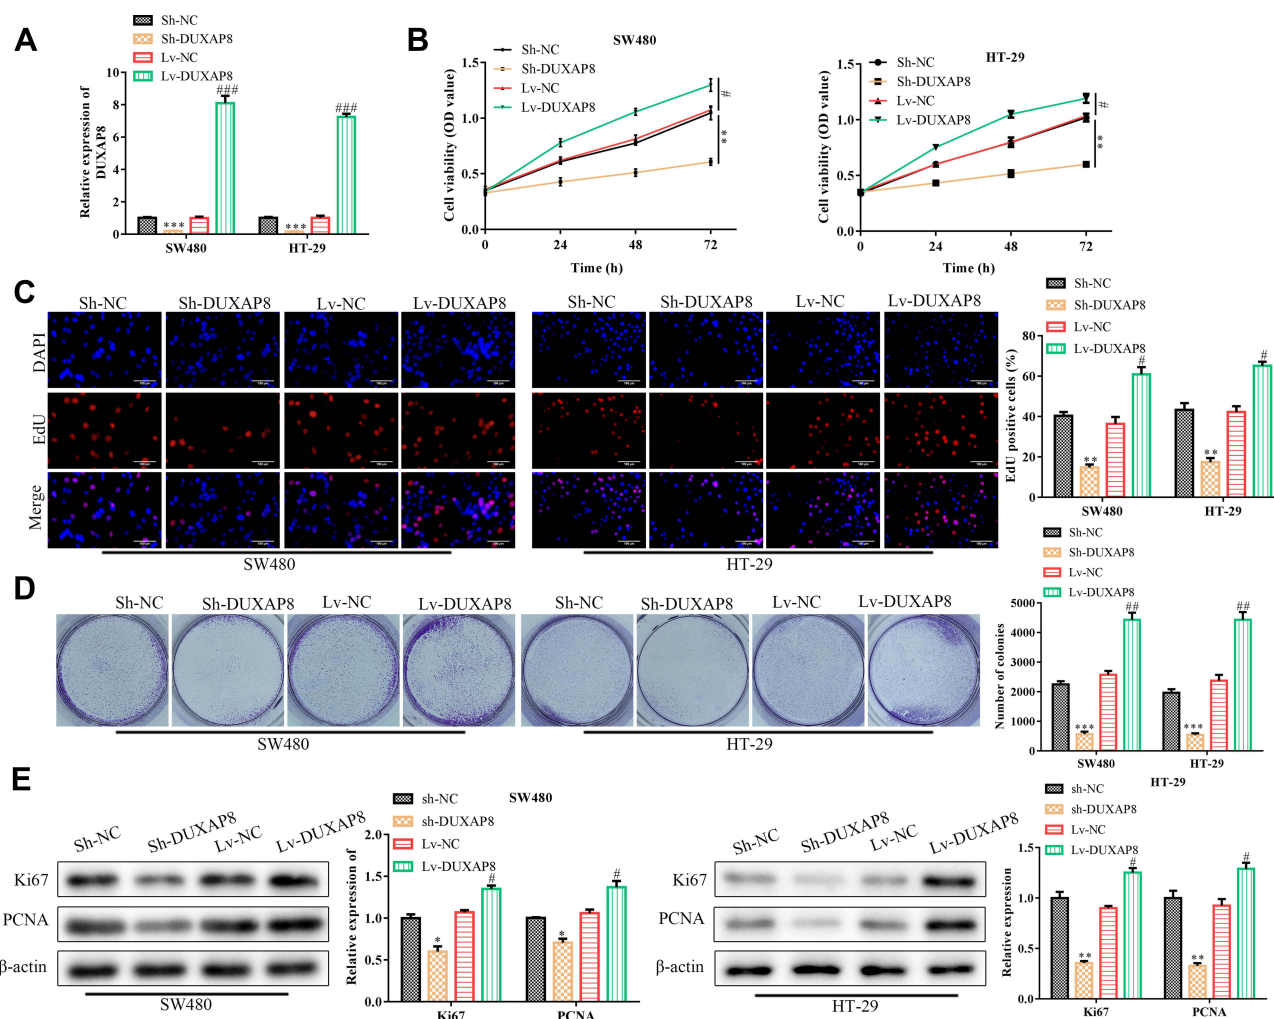 A
Sh-NC
Sh-DUXAP8
Lv-NC
Lv-DUXAP8
Relative expression of
DUXAP8
10
8
6
4
2
0
***
###
***
###
SW480
HT-29
B
SW480
Sh-NC
Sh-DUXAP8
Lv-NC
Lv-DUXAP8
Cell viability (OD value)
1.5
1.0
0.5
0.0
0
24
48
72
Time (h)
#
**
HT-29
Sh-NC
Sh-DUXAP8
Lv-NC
Lv-DUXAP8
Cell viability (OD value)
1.5
1.0
0.5
0.0
0
24
48
72
Time (h)
#
**
C
Sh-NC
Sh-DUXAP8
Lv-NC
Lv-DUXAP8
Sh-NC
Sh-DUXAP8
Lv-NC
Lv-DUXAP8
DAPI
EdU
Merge
SW480
HT-29
Sh-NC
Sh-DUXAP8
Lv-NC
Lv-DUXAP8
EdU positive cells (%)
80
60
40
20
0
**
#
**
#
SW480
HT-29
D
Sh-NC
Sh-DUXAP8
Lv-NC
Lv-DUXAP8
Sh-NC
Sh-DUXAP8
Lv-NC
Lv-DUXAP8
SW480
HT-29
Sh-NC
Sh-DUXAP8
Lv-NC
Lv-DUXAP8
Number of colonies
5000
4000
3000
2000
1000
0
***
##
***
##
SW480
HT-29
E
Sh-NC
Sh-DUXAP8
Lv-NC
Lv-DUXAP8
Ki67
PCNA
β-actin
SW480
SW480
sh-NC
sh-DUXAP8
Lv-NC
Lv-DUXAP8
Relative expression of
2.0
1.5
1.0
0.5
0.0
*
#
*
#
Ki67
PCNA
Sh-NC
Sh-DUXAP8
Lv-NC
Lv-DUXAP8
Ki67
PCNA
β-actin
HT-29
HT-29
sh-NC
sh-DUXAP8
Lv-NC
Lv-DUXAP8
Relative expression
1.5
1.0
0.5
0.0
**
#
**
#
Ki67
PCNA